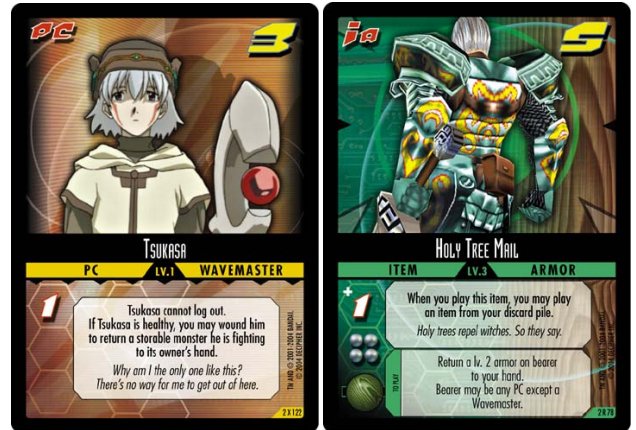 PC
3
TSUKASA
PC LV.1 WAVEMASTER
1
Tsukasa cannot log out.
If Tsukasa is healthy, you may wound him
to return a storable monster he is fighting
to its owner's hand.
Why am I the only one like this?
There's no way for me to get out of here.
2 X 122
in
5
HOLY TREE MAIL
ITEM LV.3 ARMOR
+1
When you play this item, you may play
an item from your discard pile.
Holy trees repel witches. So they say.
TO PLAY
Return a lv. 2 armor on bearer
to your hand.
Bearer may be any PC except a
Wavemaster.
2 R 78